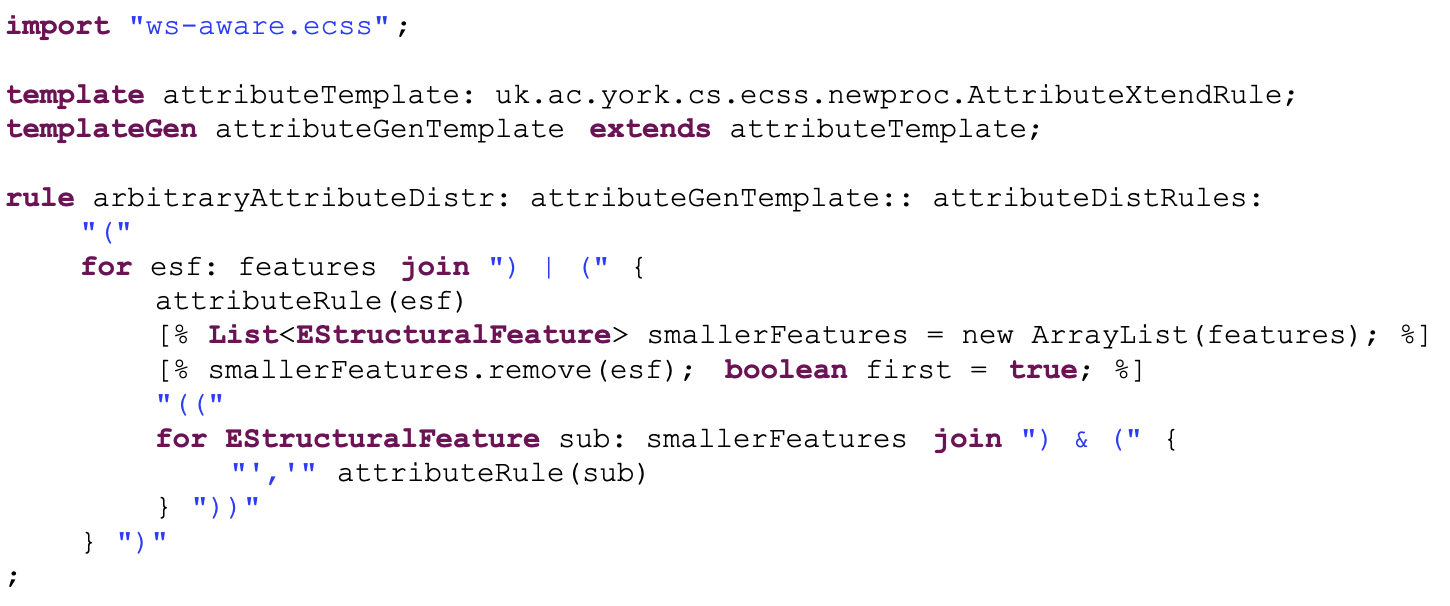 import "ws-aware.ecss";
template attributeTemplate: uk.ac.york.cs.ecss.newproc.AttributeXtendRule;
templateGen attributeGenTemplate extends attributeTemplate;
rule arbitraryAttributeDistr: attributeGenTemplate:: attributeDistRules:
"("
for esf: features join ") | (" {
attributeRule(esf)
[% List<EStructuralFeature> smallerFeatures = new ArrayList(features); %]
[% smallerFeatures.remove(esf); boolean first = true; %]
"(("
for EStructuralFeature sub: smallerFeatures join ") & (" {
"','" attributeRule(sub)
} "))"
} ")"
;